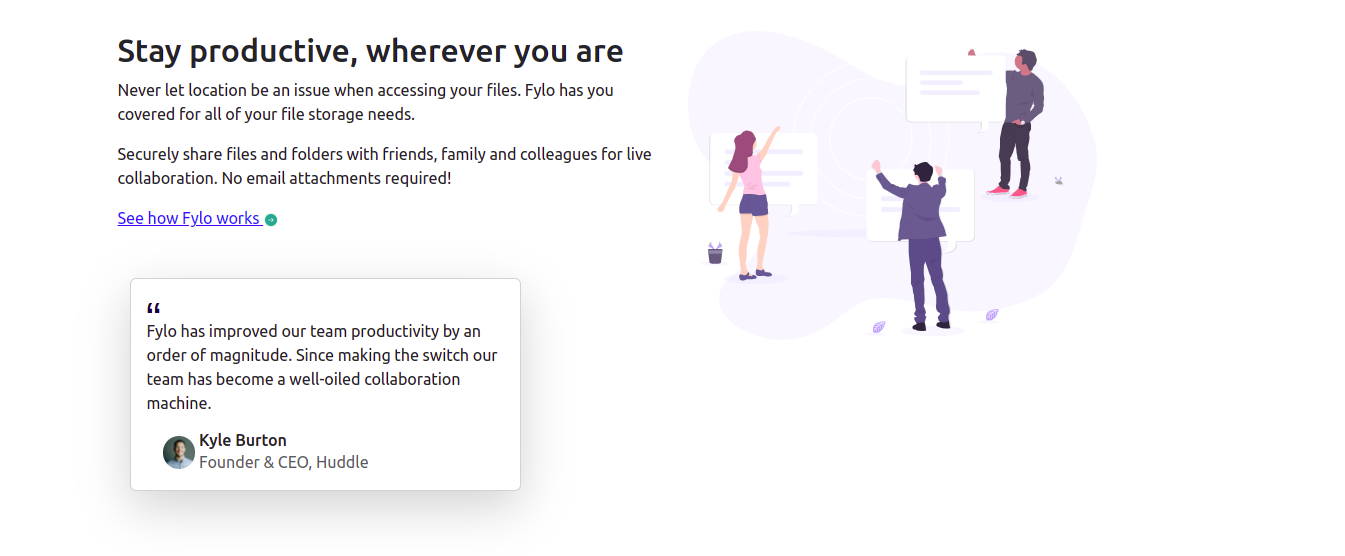 Stay productive, wherever you are
Never let location be an issue when accessing your files. Fylo has you
covered for all of your file storage needs.
Securely share files and folders with friends, family and colleagues for live
collaboration. No email attachments required!
See how Fylo works
“
Fylo has improved our team productivity by an
order of magnitude. Since making the switch our
team has become a well-oiled collaboration
machine.
Kyle Burton
Founder & CEO, Huddle